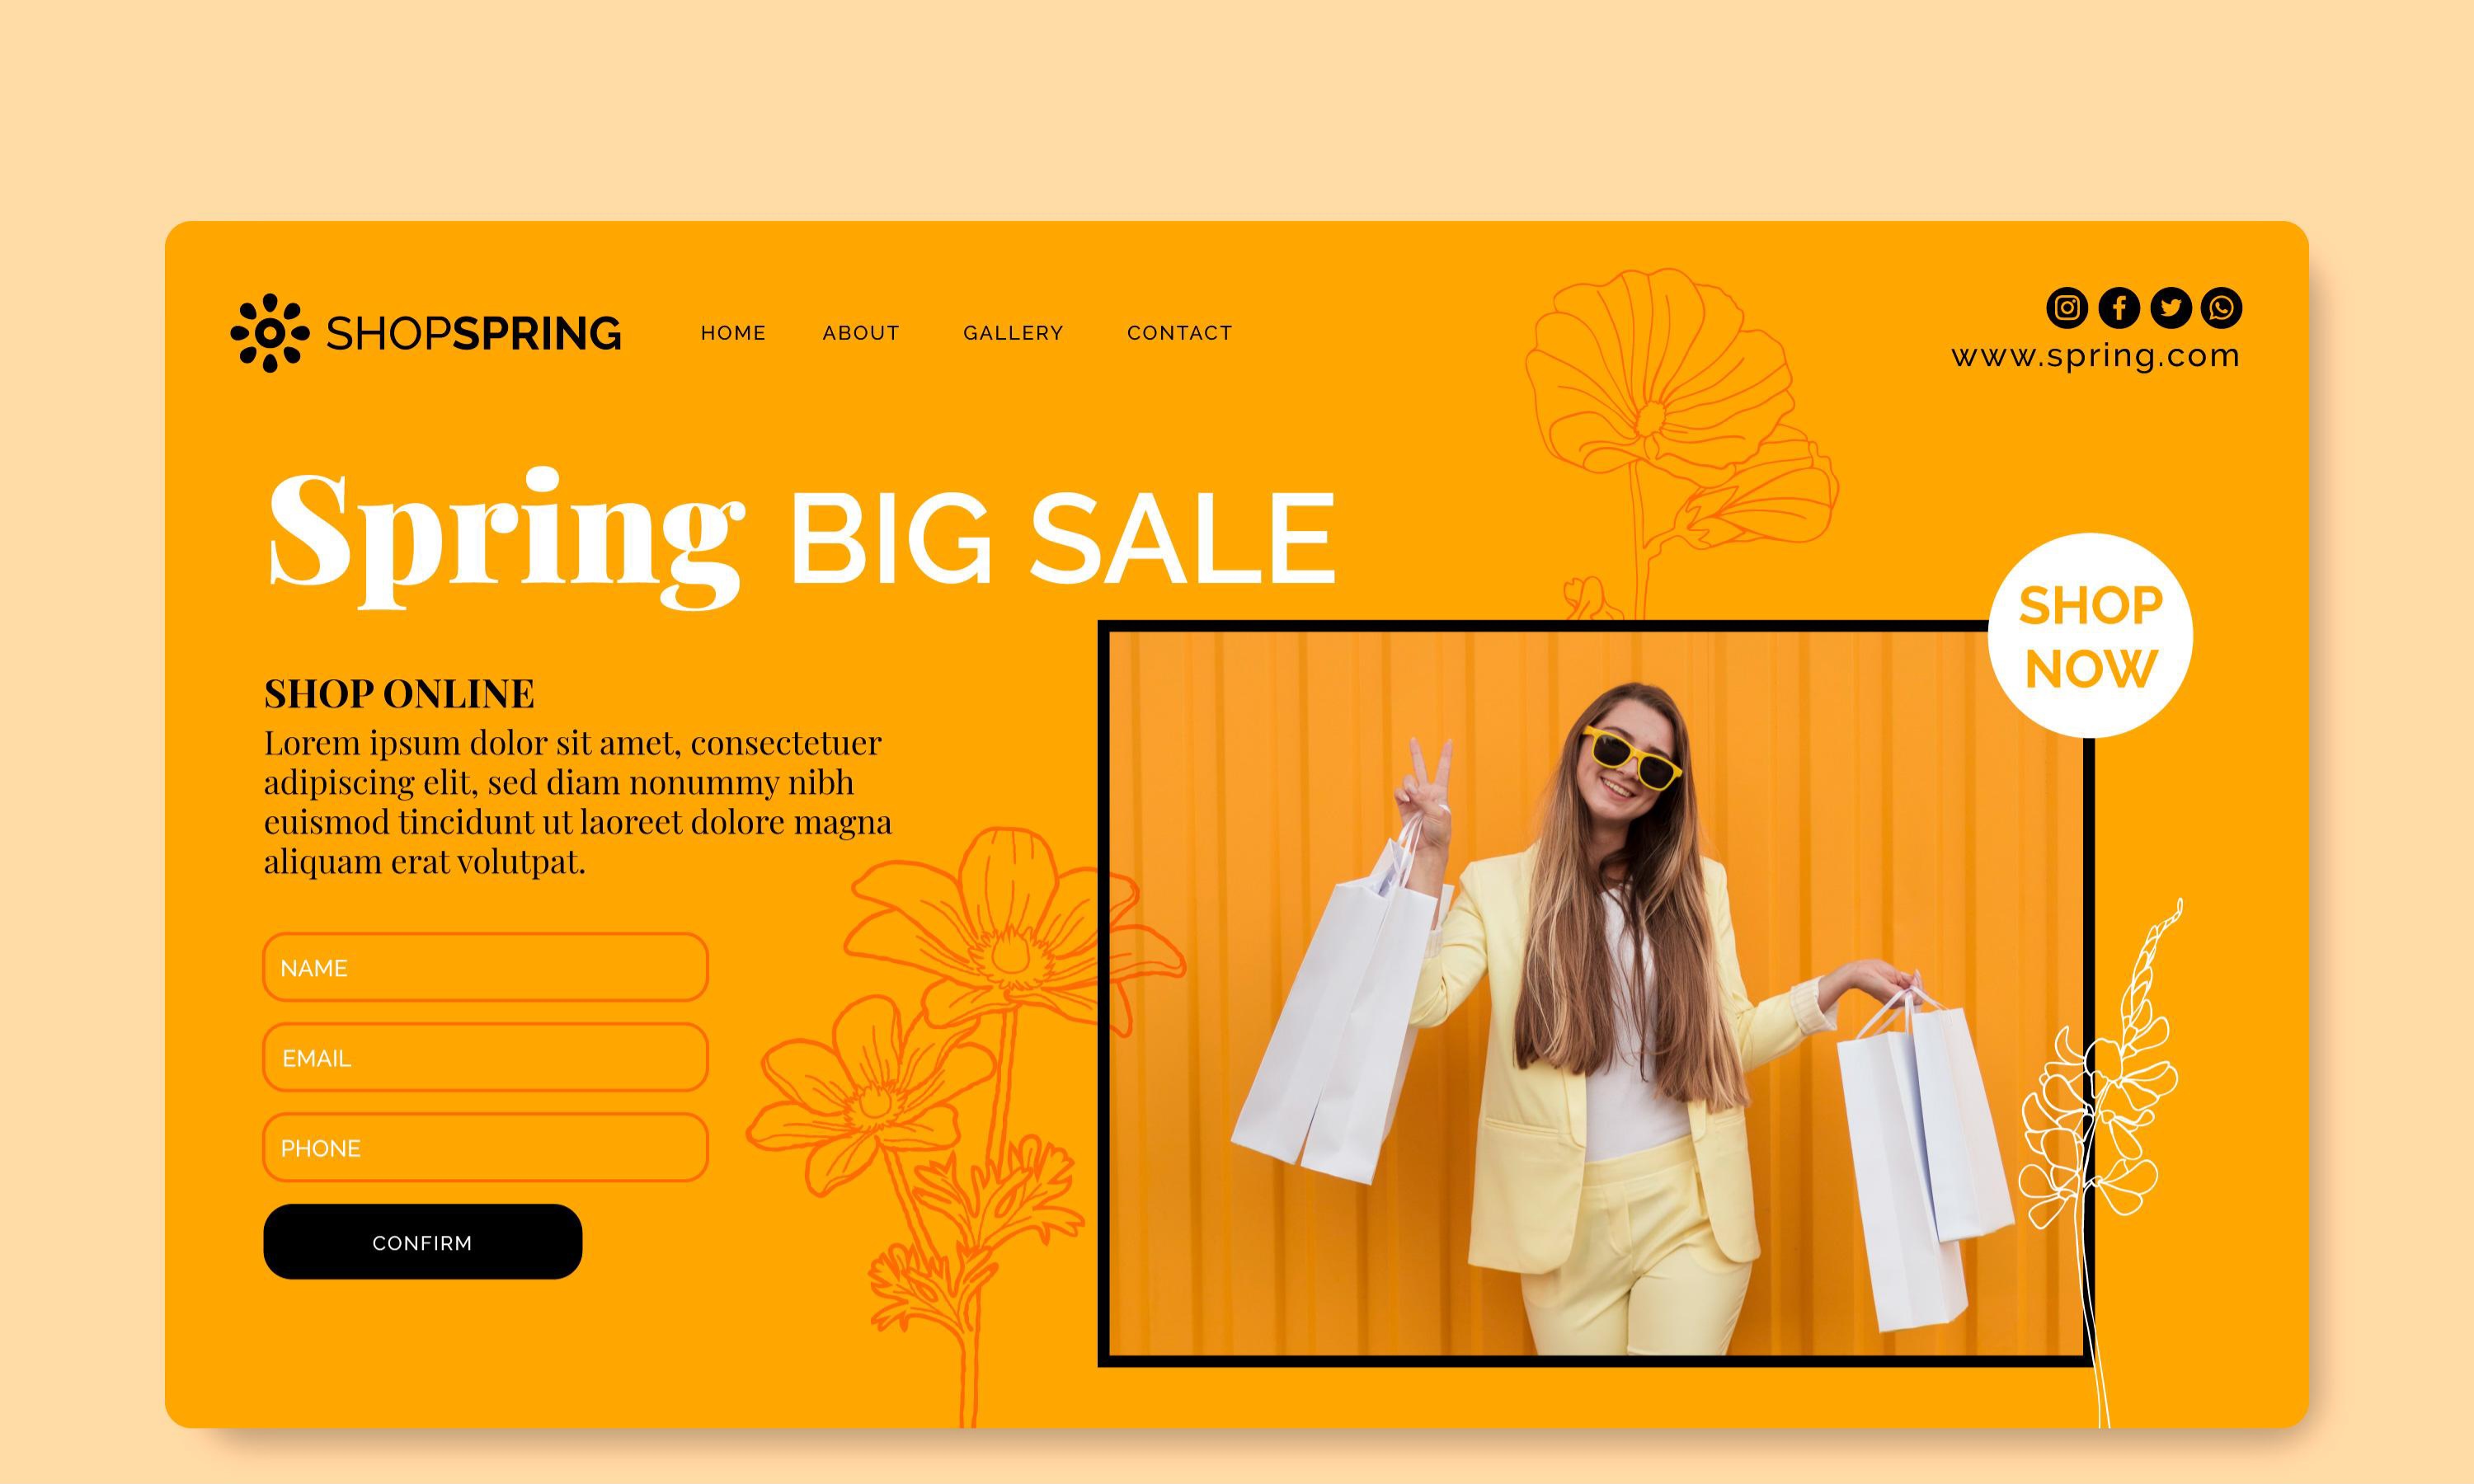 SHOPSPRING
HOME ABOUT GALLERY CONTACT
www.spring.com
Spring BIG SALE
SHOP
NOW
SHOP ONLINE
Lorem ipsum dolor sit amet, consectetuer
adipiscing elit, sed diam nonummy nibh
euismod tincidunt ut laoreet dolore magna
aliquam erat volutpat.
NAME
EMAIL
PHONE
CONFIRM